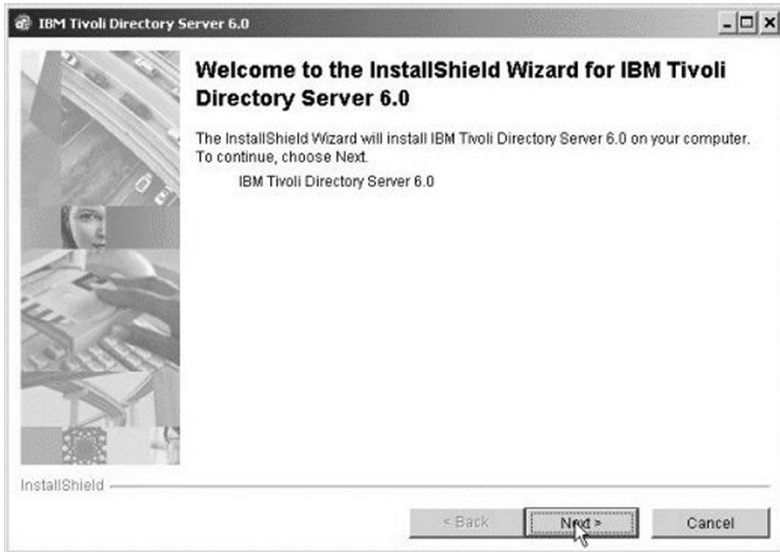 IBM Tivoli Directory Server 6.0
Welcome to the InstallShield Wizard for IBM Tivoli
Directory Server 6.0
The InstallShield Wizard will install IBM Tivoli Directory Server 6.0 on your computer.
To continue, choose Next.
IBM Tivoli Directory Server 6.0
InstallShield
< Back
Next >
Cancel